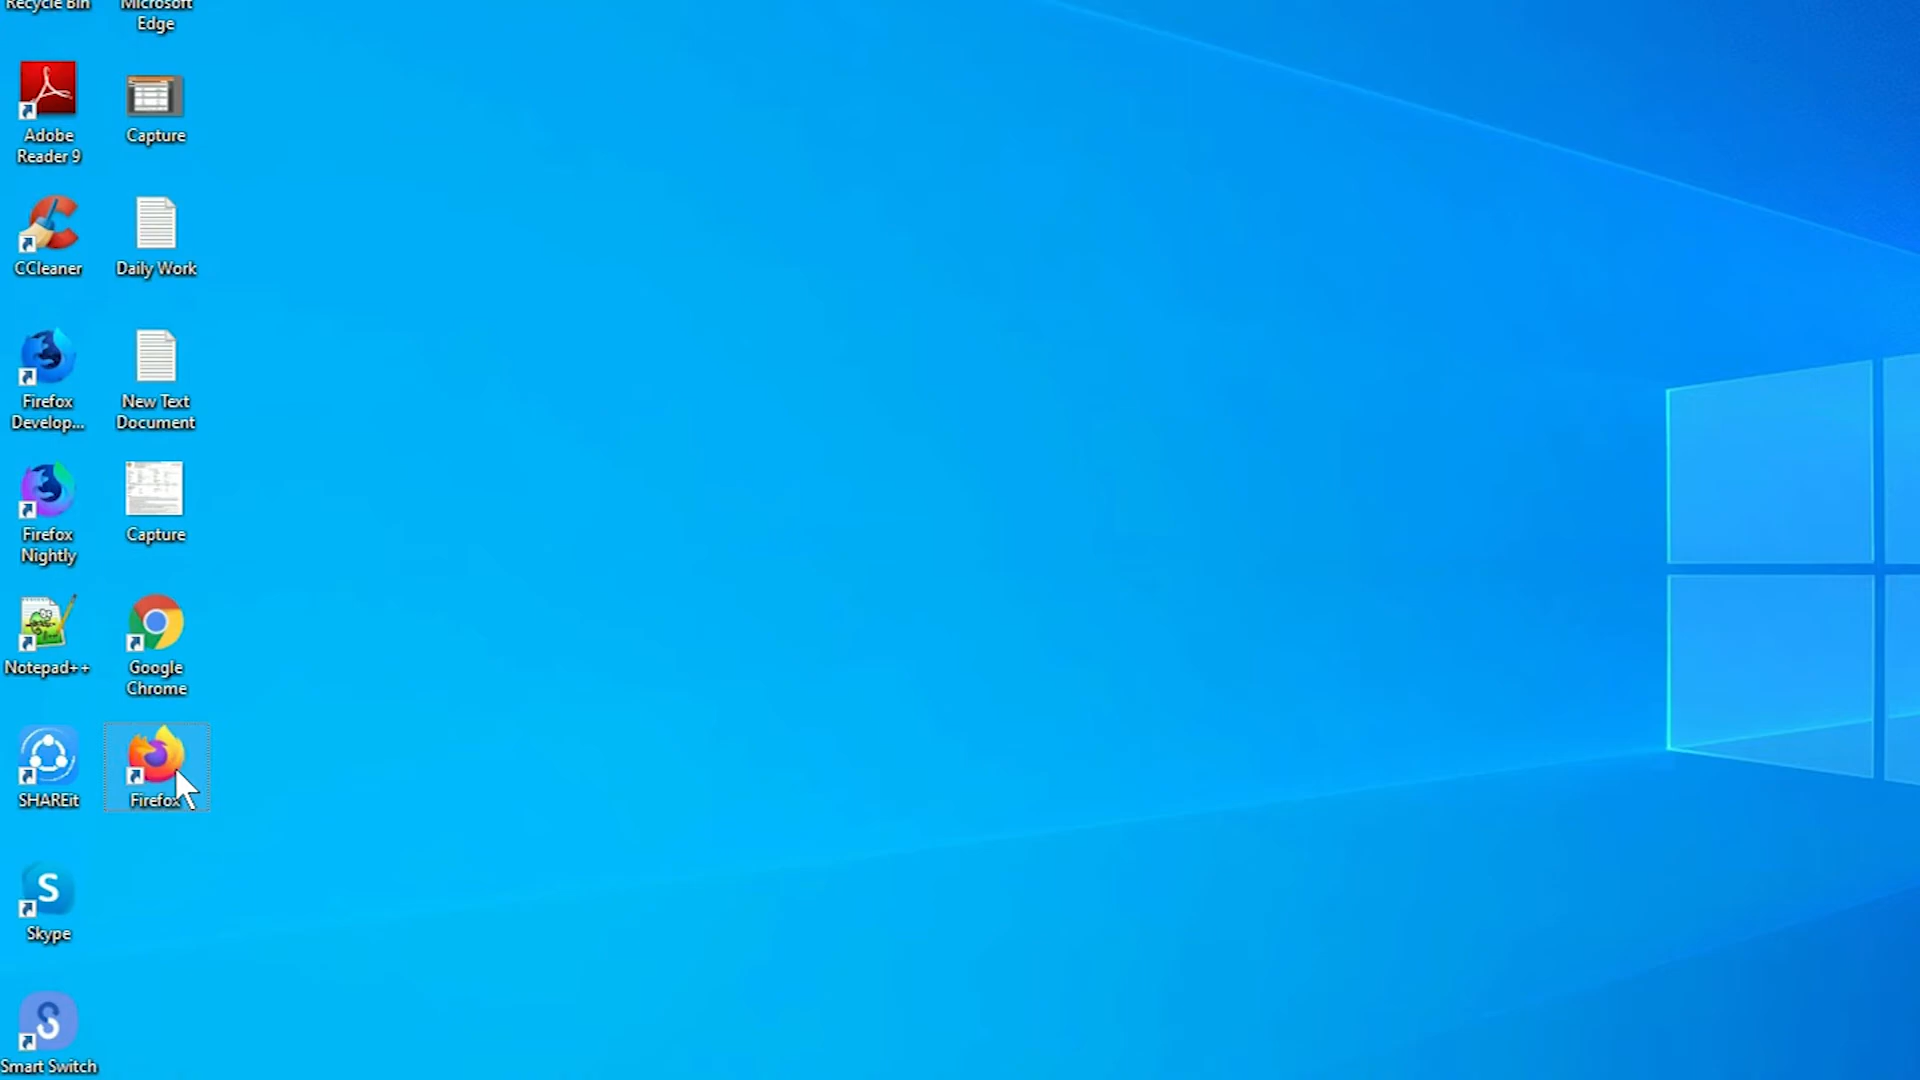 Recycle Bin
Microsoft
Edge
Adobe
Reader 9
Capture
CCleaner
Daily Work
Firefox
Develop...
New Text
Document
Firefox
Nightly
Capture
Notepad++
Google
Chrome
SHAREit
Firefox
Skype
Smart Switch